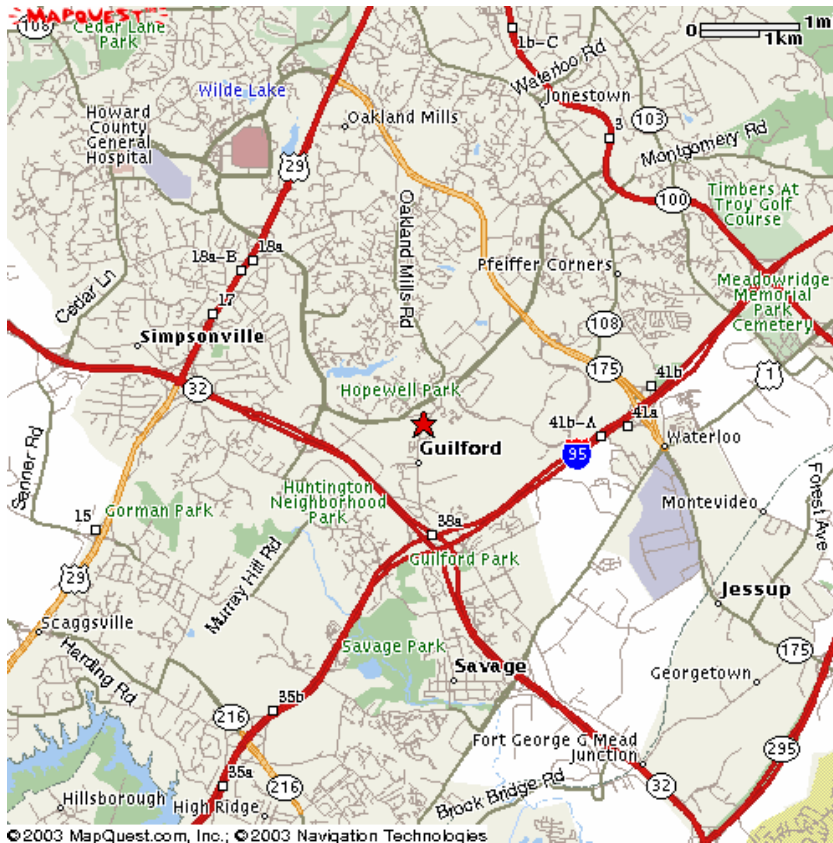 MAPQUEST
108
Cedar Lane
Park
1b-C
0
1m
1km
Waterloo Rd
Wilde Lake
Jonestown
Howard
County
General
Hospital
Oakland Mills
3
103
Montgomery Rd
29
100
Timbers At
Troy Golf
Course
Oakland Mills Rd
18a-B
18a
Pfeiffer Corners
Cedar Ln
Meadowridge
Memorial
Park
Cemetery
17
Simpsonville
108
175
32
Hopewell Park
41b
1
41b-A
41a
Waterloo
Sanner Rd
Guilford
95
Huntington
Neighborhood
Park
Forest Ave
15
Gorman Park
Montevideo
38a
Guilford Park
29
Murray Hill Rd
Jessup
Scaggsville
Savage Park
175
Harding Rd
Savage
Georgetown
35b
216
Fort George G Mead
Junction
295
35a
216
32
Hillsborough
High Ridge
Brock Bridge Rd
©2003 MapQuest.com, Inc.; ©2003 Navigation Technologies